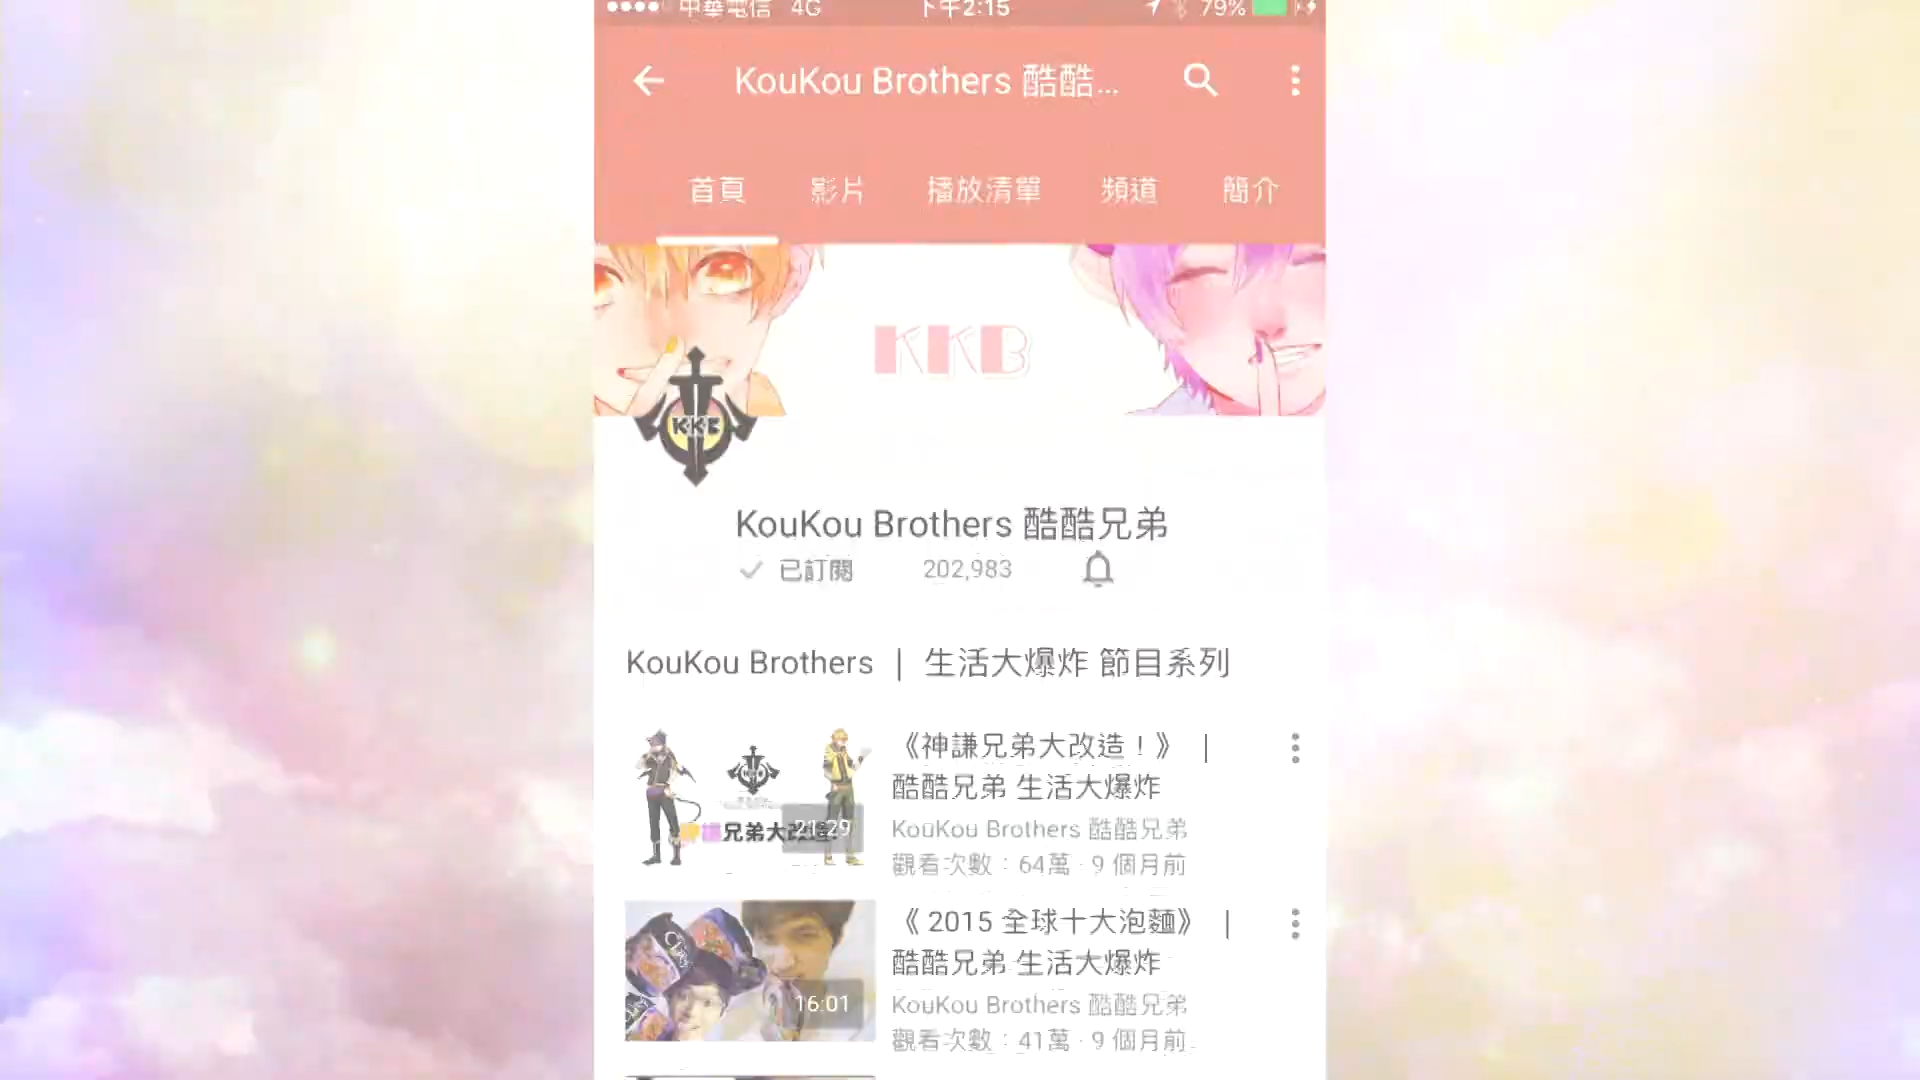 中華電信 4G 下午2:15 79%
KouKou Brothers 酷酷...
首頁 影片 播放清單 頻道 簡介
KKB
KKB
KouKou Brothers 酷酷兄弟
已訂閱 202,983
KouKou Brothers | 生活大爆炸 節目系列
《神謙兄弟大改造！》 |
酷酷兄弟 生活大爆炸
KouKou Brothers 酷酷兄弟
觀看次數：64萬 · 9 個月前
兄弟大改造!
21:29
《 2015 全球十大泡麵》 |
酷酷兄弟 生活大爆炸
KouKou Brothers 酷酷兄弟
觀看次數：41萬 · 9 個月前
16:01